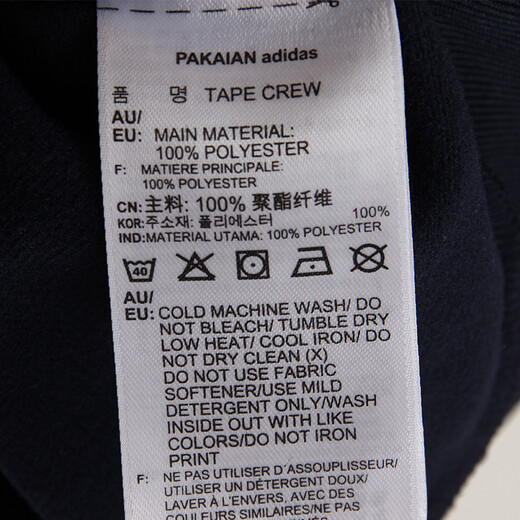 PAKAIAN adidas
품 명 TAPE CREW
AU/
EU: MAIN MATERIAL:
100% POLYESTER
F: MATIERE PRINCIPALE:
100% POLYESTER
CN:主料: 100% 聚酯纤维
KOR:주소재: 폴리에스터 100%
IND:MATERIAL UTAMA: 100% POLYESTER
40
AU/
EU: COLD MACHINE WASH/ DO
NOT BLEACH/ TUMBLE DRY
LOW HEAT/ COOL IRON/ DO
NOT DRY CLEAN (X)
DO NOT USE FABRIC
SOFTENER/USE MILD
DETERGENT ONLY/WASH
INSIDE OUT WITH LIKE
COLORS/DO NOT IRON
PRINT
F: NE PAS UTILISER D'ASSOUPLISSEUR/
UTILISER UN DÉTERGENT DOUX/
LAVER À L'ENVERS, AVEC DES